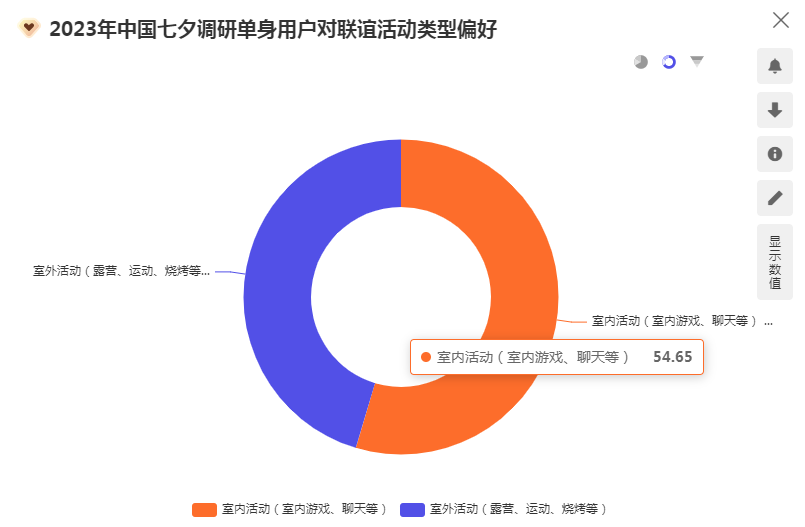 2023年中国七夕调研单身用户对联谊活动类型偏好
显示数值
室外活动（露营、运动、烧烤等...
室内活动（室内游戏、聊天等） ...
室内活动（室内游戏、聊天等） 54.65
室内活动（室内游戏、聊天等） 室外活动（露营、运动、烧烤等）